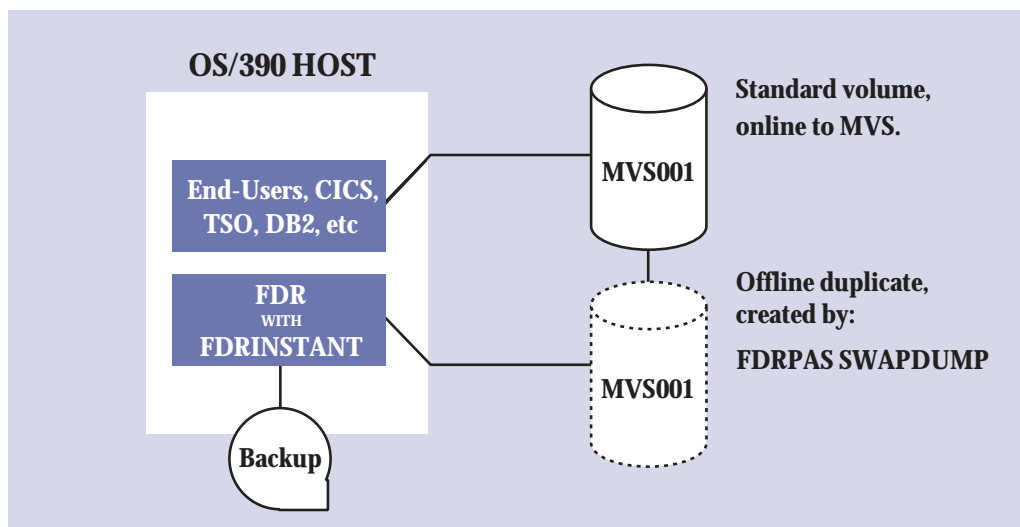 OS/390 HOST
End-Users, CICS,
TSO, DB2, etc
FDR
WITH
FDRINSTANT
Backup
MVS001
Standard volume,
online to MVS.
MVS001
Offline duplicate,
created by:
FDRPAS SWAPDUMP